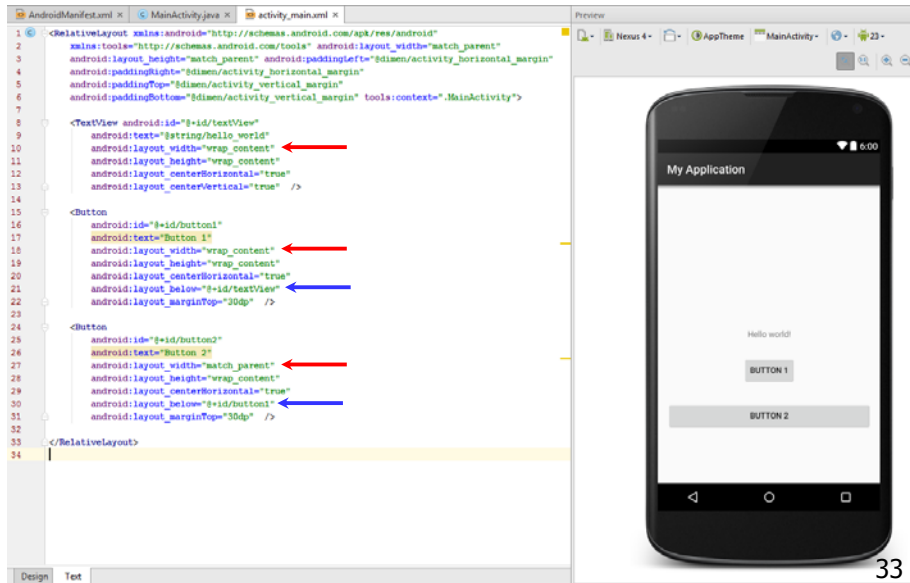 AndroidManifest.xml × MainActivity.java × activity_main.xml ×
1 <RelativeLayout xmlns:android="http://schemas.android.com/apk/res/android"
2 xmlns:tools="http://schemas.android.com/tools" android:layout_width="match_parent"
3 android:layout_height="match_parent" android:paddingLeft="@dimen/activity_horizontal_margin"
4 android:paddingRight="@dimen/activity_horizontal_margin"
5 android:paddingTop="@dimen/activity_vertical_margin"
6 android:paddingBottom="@dimen/activity_vertical_margin" tools:context=".MainActivity">
7
8 <TextView android:id="@+id/textView"
9 android:text="@string/hello_world"
10 android:layout_width="wrap_content"
11 android:layout_height="wrap_content"
12 android:layout_centerHorizontal="true"
13 android:layout_centerVertical="true" />
14
15 <Button
16 android:id="@+id/button1"
17 android:text="Button 1"
18 android:layout_width="wrap_content"
19 android:layout_height="wrap_content"
20 android:layout_centerHorizontal="true"
21 android:layout_below="@+id/textView"
22 android:layout_marginTop="30dp" />
23
24 <Button
25 android:id="@+id/button2"
26 android:text="Button 2"
27 android:layout_width="match_parent"
28 android:layout_height="wrap_content"
29 android:layout_centerHorizontal="true"
30 android:layout_below="@+id/button1"
31 android:layout_marginTop="30dp" />
32
33 </RelativeLayout>
34
Design Text
Preview
Nexus 4 AppTheme MainActivity 23
6:00
My Application
Hello world!
BUTTON 1
BUTTON 2
33